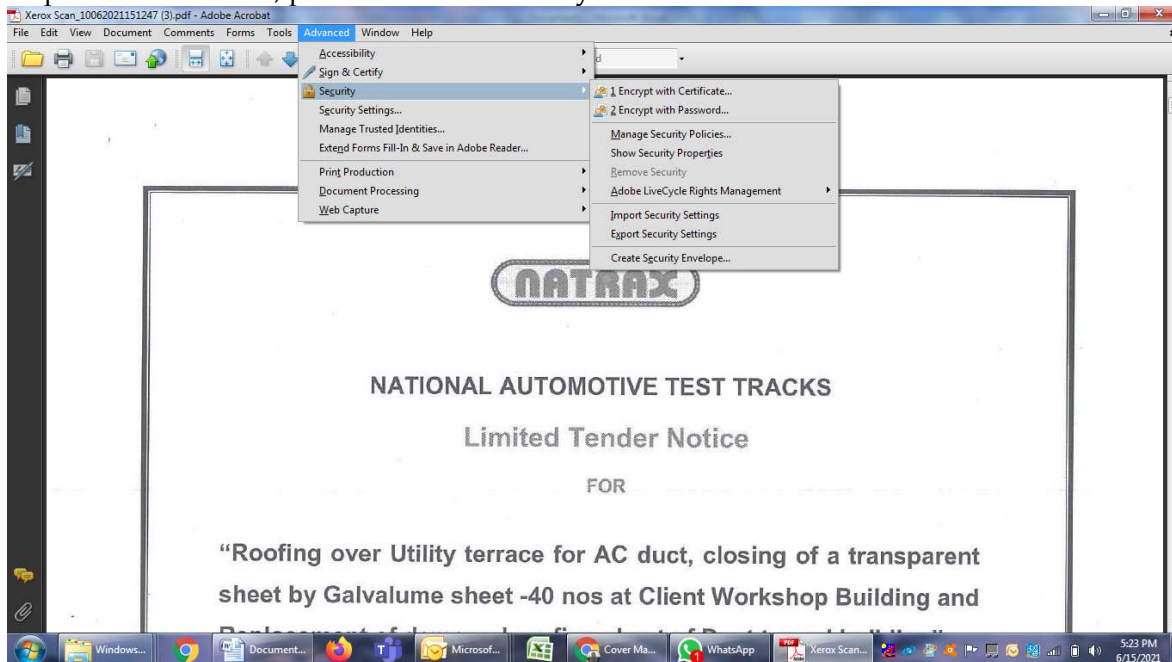 Xerox Scan_10062021151247 (3).pdf - Adobe Acrobat
File Edit View Document Comments Forms Tools Advanced Window Help
Accessibility
Sign & Certify
Security
Security Settings...
Manage Trusted Identities...
Extend Forms Fill-In & Save in Adobe Reader...
Print Production
Document Processing
Web Capture
1 Encrypt with Certificate...
2 Encrypt with Password...
Manage Security Policies...
Show Security Properties
Remove Security
Adobe LiveCycle Rights Management
Import Security Settings
Export Security Settings
Create Security Envelope...
NATRAX
NATIONAL AUTOMOTIVE TEST TRACKS
Limited Tender Notice
FOR
“Roofing over Utility terrace for AC duct, closing of a transparent
sheet by Galvalume sheet -40 nos at Client Workshop Building and
Windows... Document... Microsof... Cover Ma... WhatsApp Xerox Scan... 5:23 PM
6/15/2021